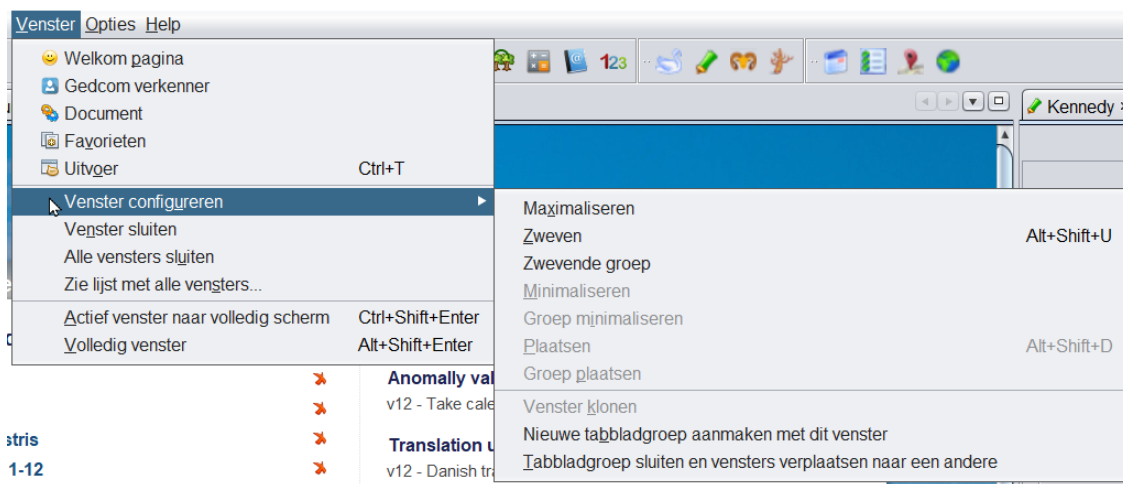 Venster Opties Help
Welkom pagina
Gedcom verkenner
Document
Favorieten
Uitvoer Ctrl+T
Venster configureren
Venster sluiten
Alle vensters sluiten
Zie lijst met alle vensters...
Actief venster naar volledig scherm Ctrl+Shift+Enter
Volledig venster Alt+Shift+Enter
123
Kennedy
Maximaliseren
Zweven Alt+Shift+U
Zwevende groep
Minimaliseren
Groep minimaliseren
Plaatsen Alt+Shift+D
Groep plaatsen
Venster klonen
Nieuwe tabbladgroep aanmaken met dit venster
Tabbladgroep sluiten en vensters verplaatsen naar een andere
Anomally val
v12 - Take cale
stris
Translation u
1-12
v12 - Danish tr